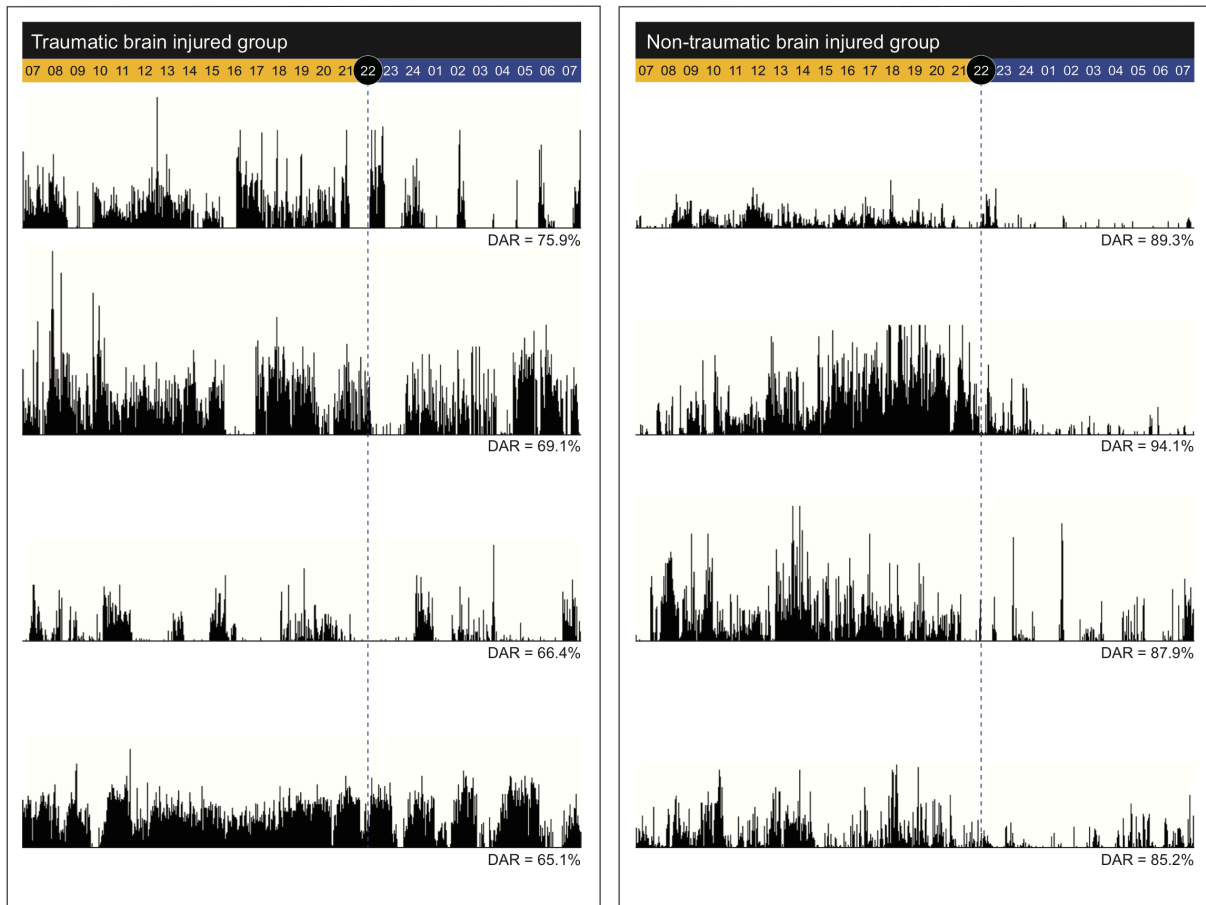 Traumatic brain injured group
07 08 09 10 11 12 13 14 15 16 17 18 19 20 21 22 23 24 01 02 03 04 05 06 07
DAR = 75.9%
DAR = 69.1%
DAR = 66.4%
DAR = 65.1%
Non-traumatic brain injured group
07 08 09 10 11 12 13 14 15 16 17 18 19 20 21 22 23 24 01 02 03 04 05 06 07
DAR = 89.3%
DAR = 94.1%
DAR = 87.9%
DAR = 85.2%